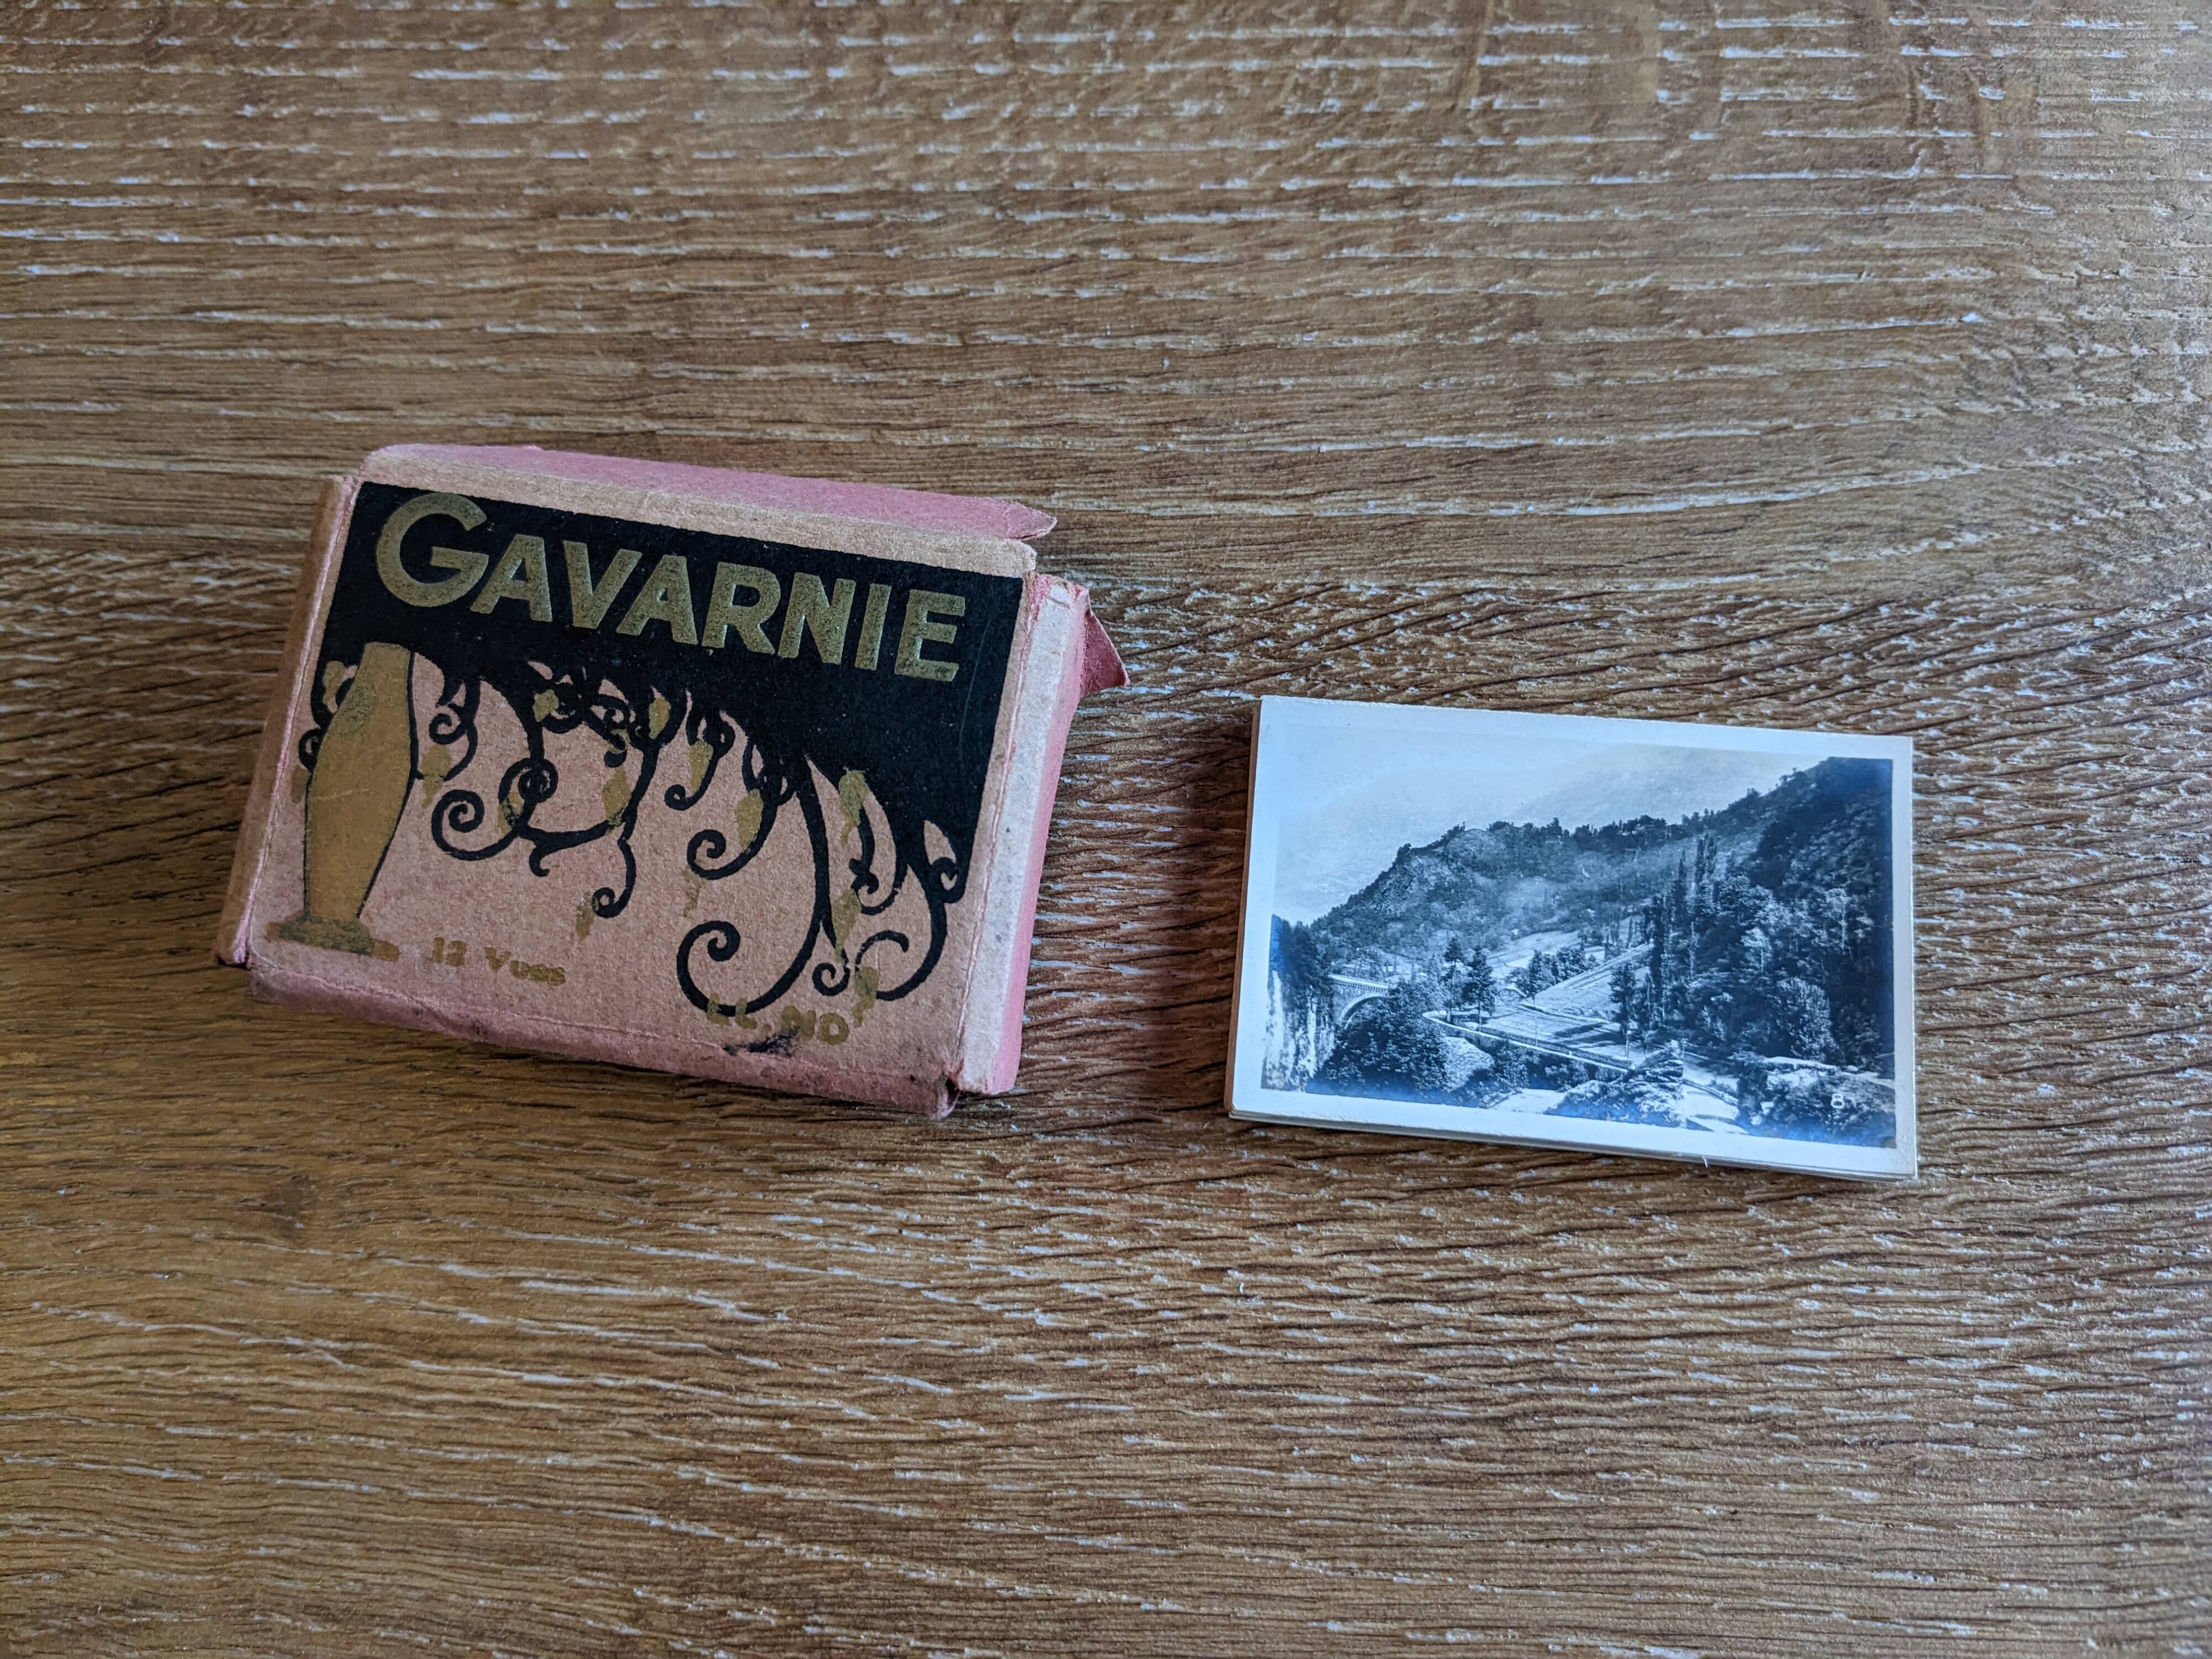 GAVARNIE
12 Vues
LL. ND
8